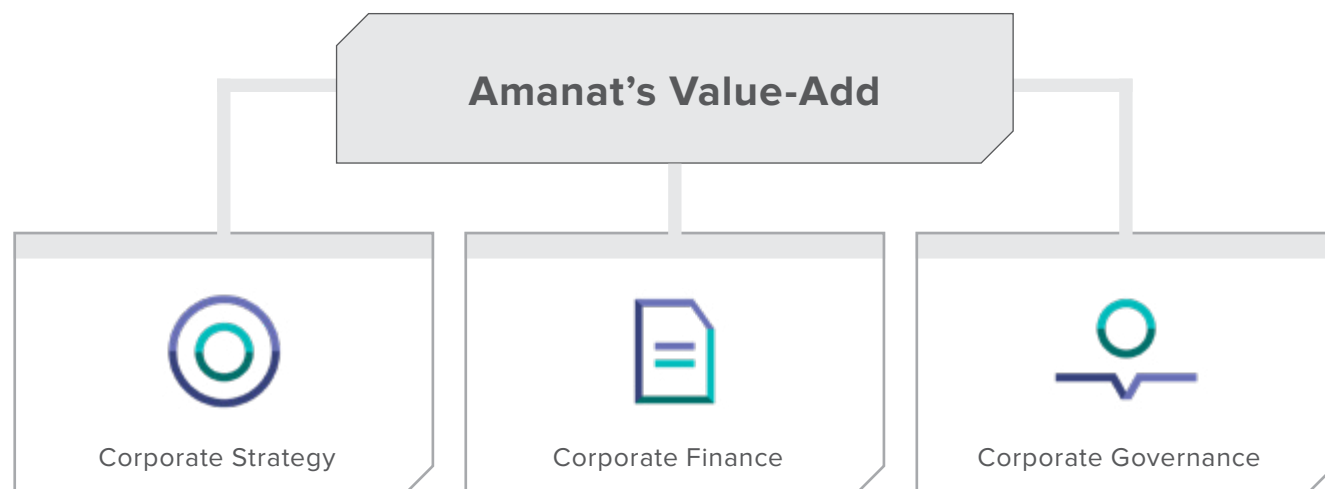 Amanat’s Value-Add
Corporate Strategy
Corporate Finance
Corporate Governance